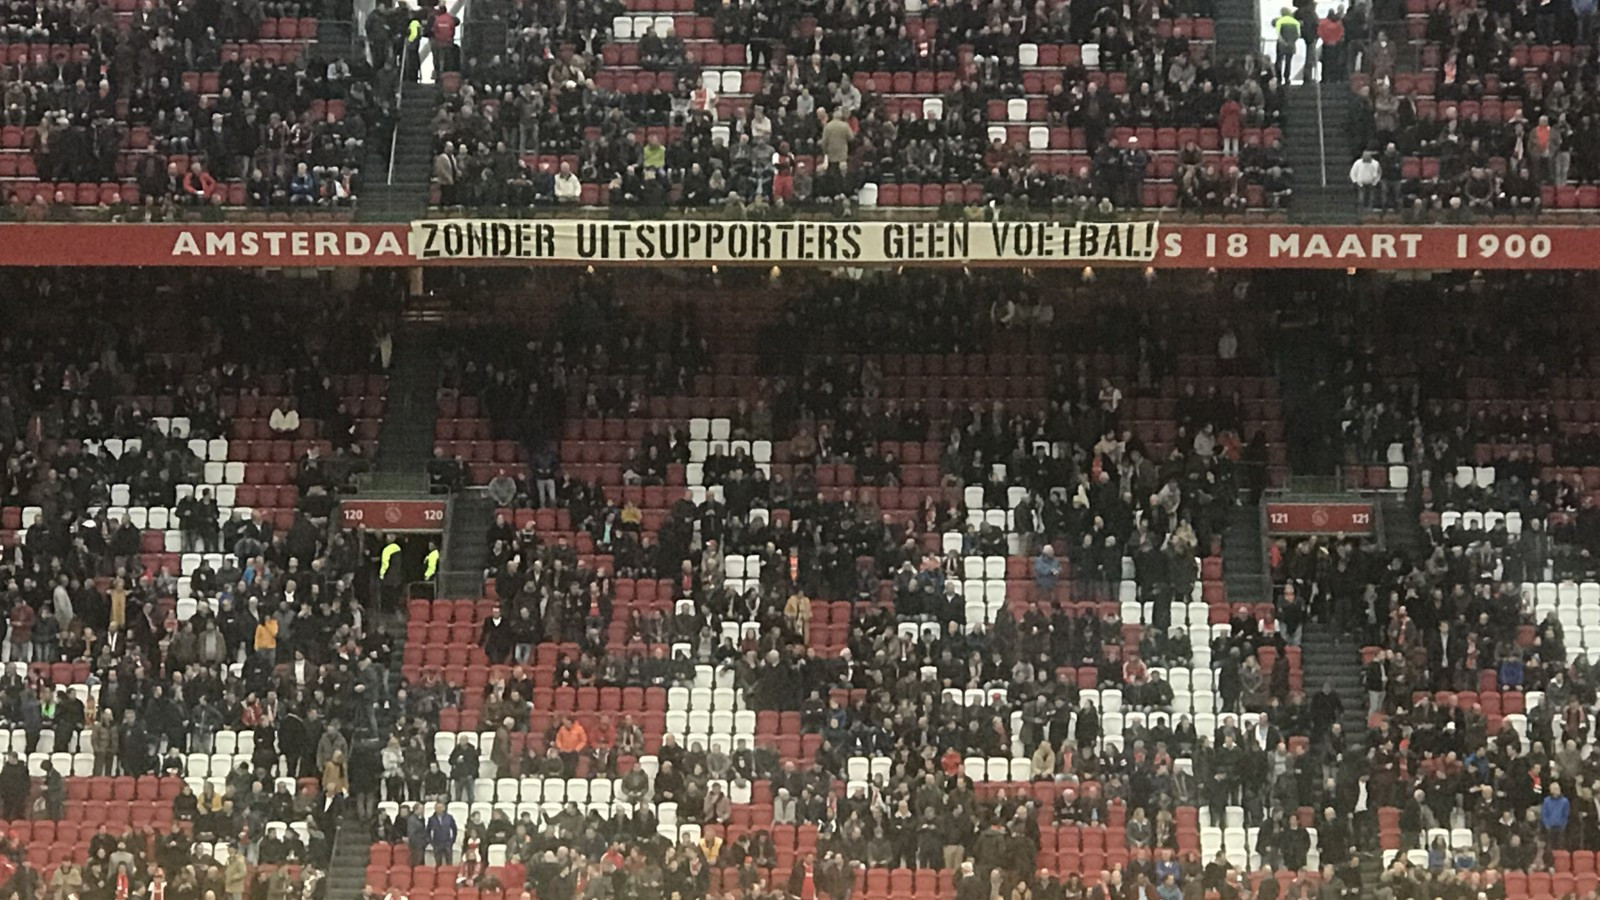 AMSTERDA ZONDER UITSUPPORTERS GEEN VOETBAL! S 18 MAART 1900
120 120
121 121